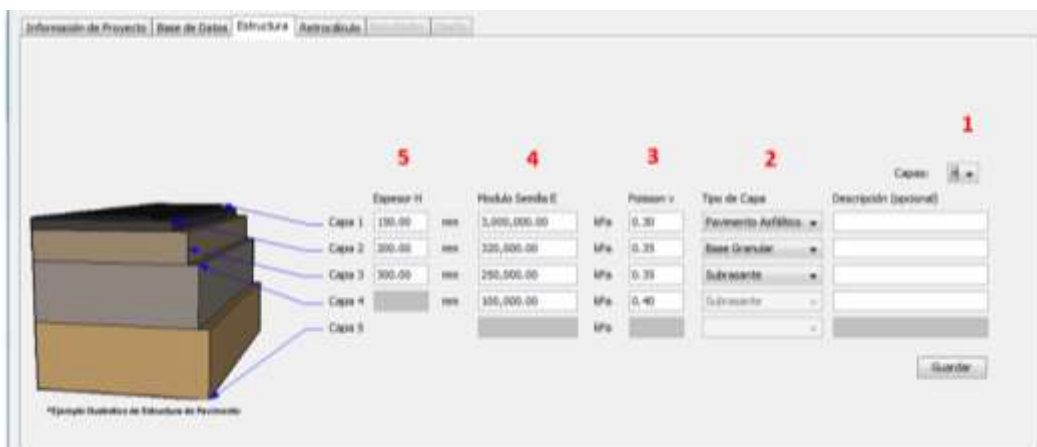 Información de Proyecto Base de Datos Estructura Retrocálculo
1
5 4 3 2
Capas: 4
Espesor H Modulo Semilla E Poisson v Tipo de Capa Descripción (opcional)
Capa 1 150.00 mm 3,000,000.00 kPa 0.30 Pavimento Asfáltico
Capa 2 200.00 mm 320,000.00 kPa 0.35 Base Granular
Capa 3 300.00 mm 250,000.00 kPa 0.35 Subrasante
Capa 4 mm 100,000.00 kPa 0.40 Subrasante
Capa 5 kPa
Guardar
*Ejemplo Ilustrativo de Estructura de Pavimento